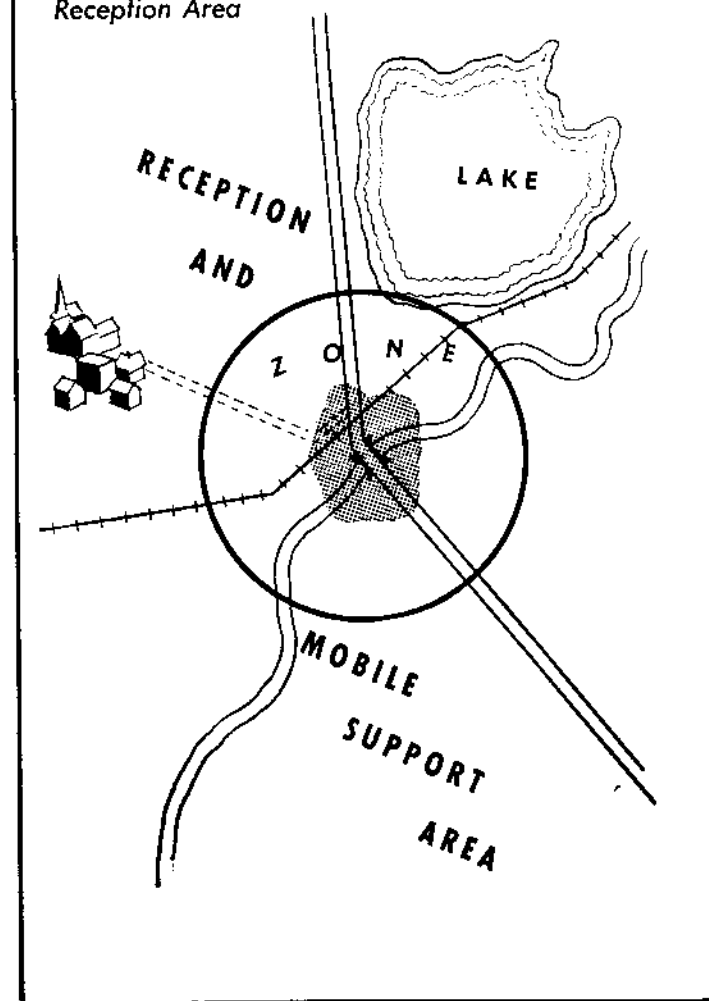 Reception Area
LAKE
RECEPTION
AND
ZONE
MOBILE
SUPPORT
AREA